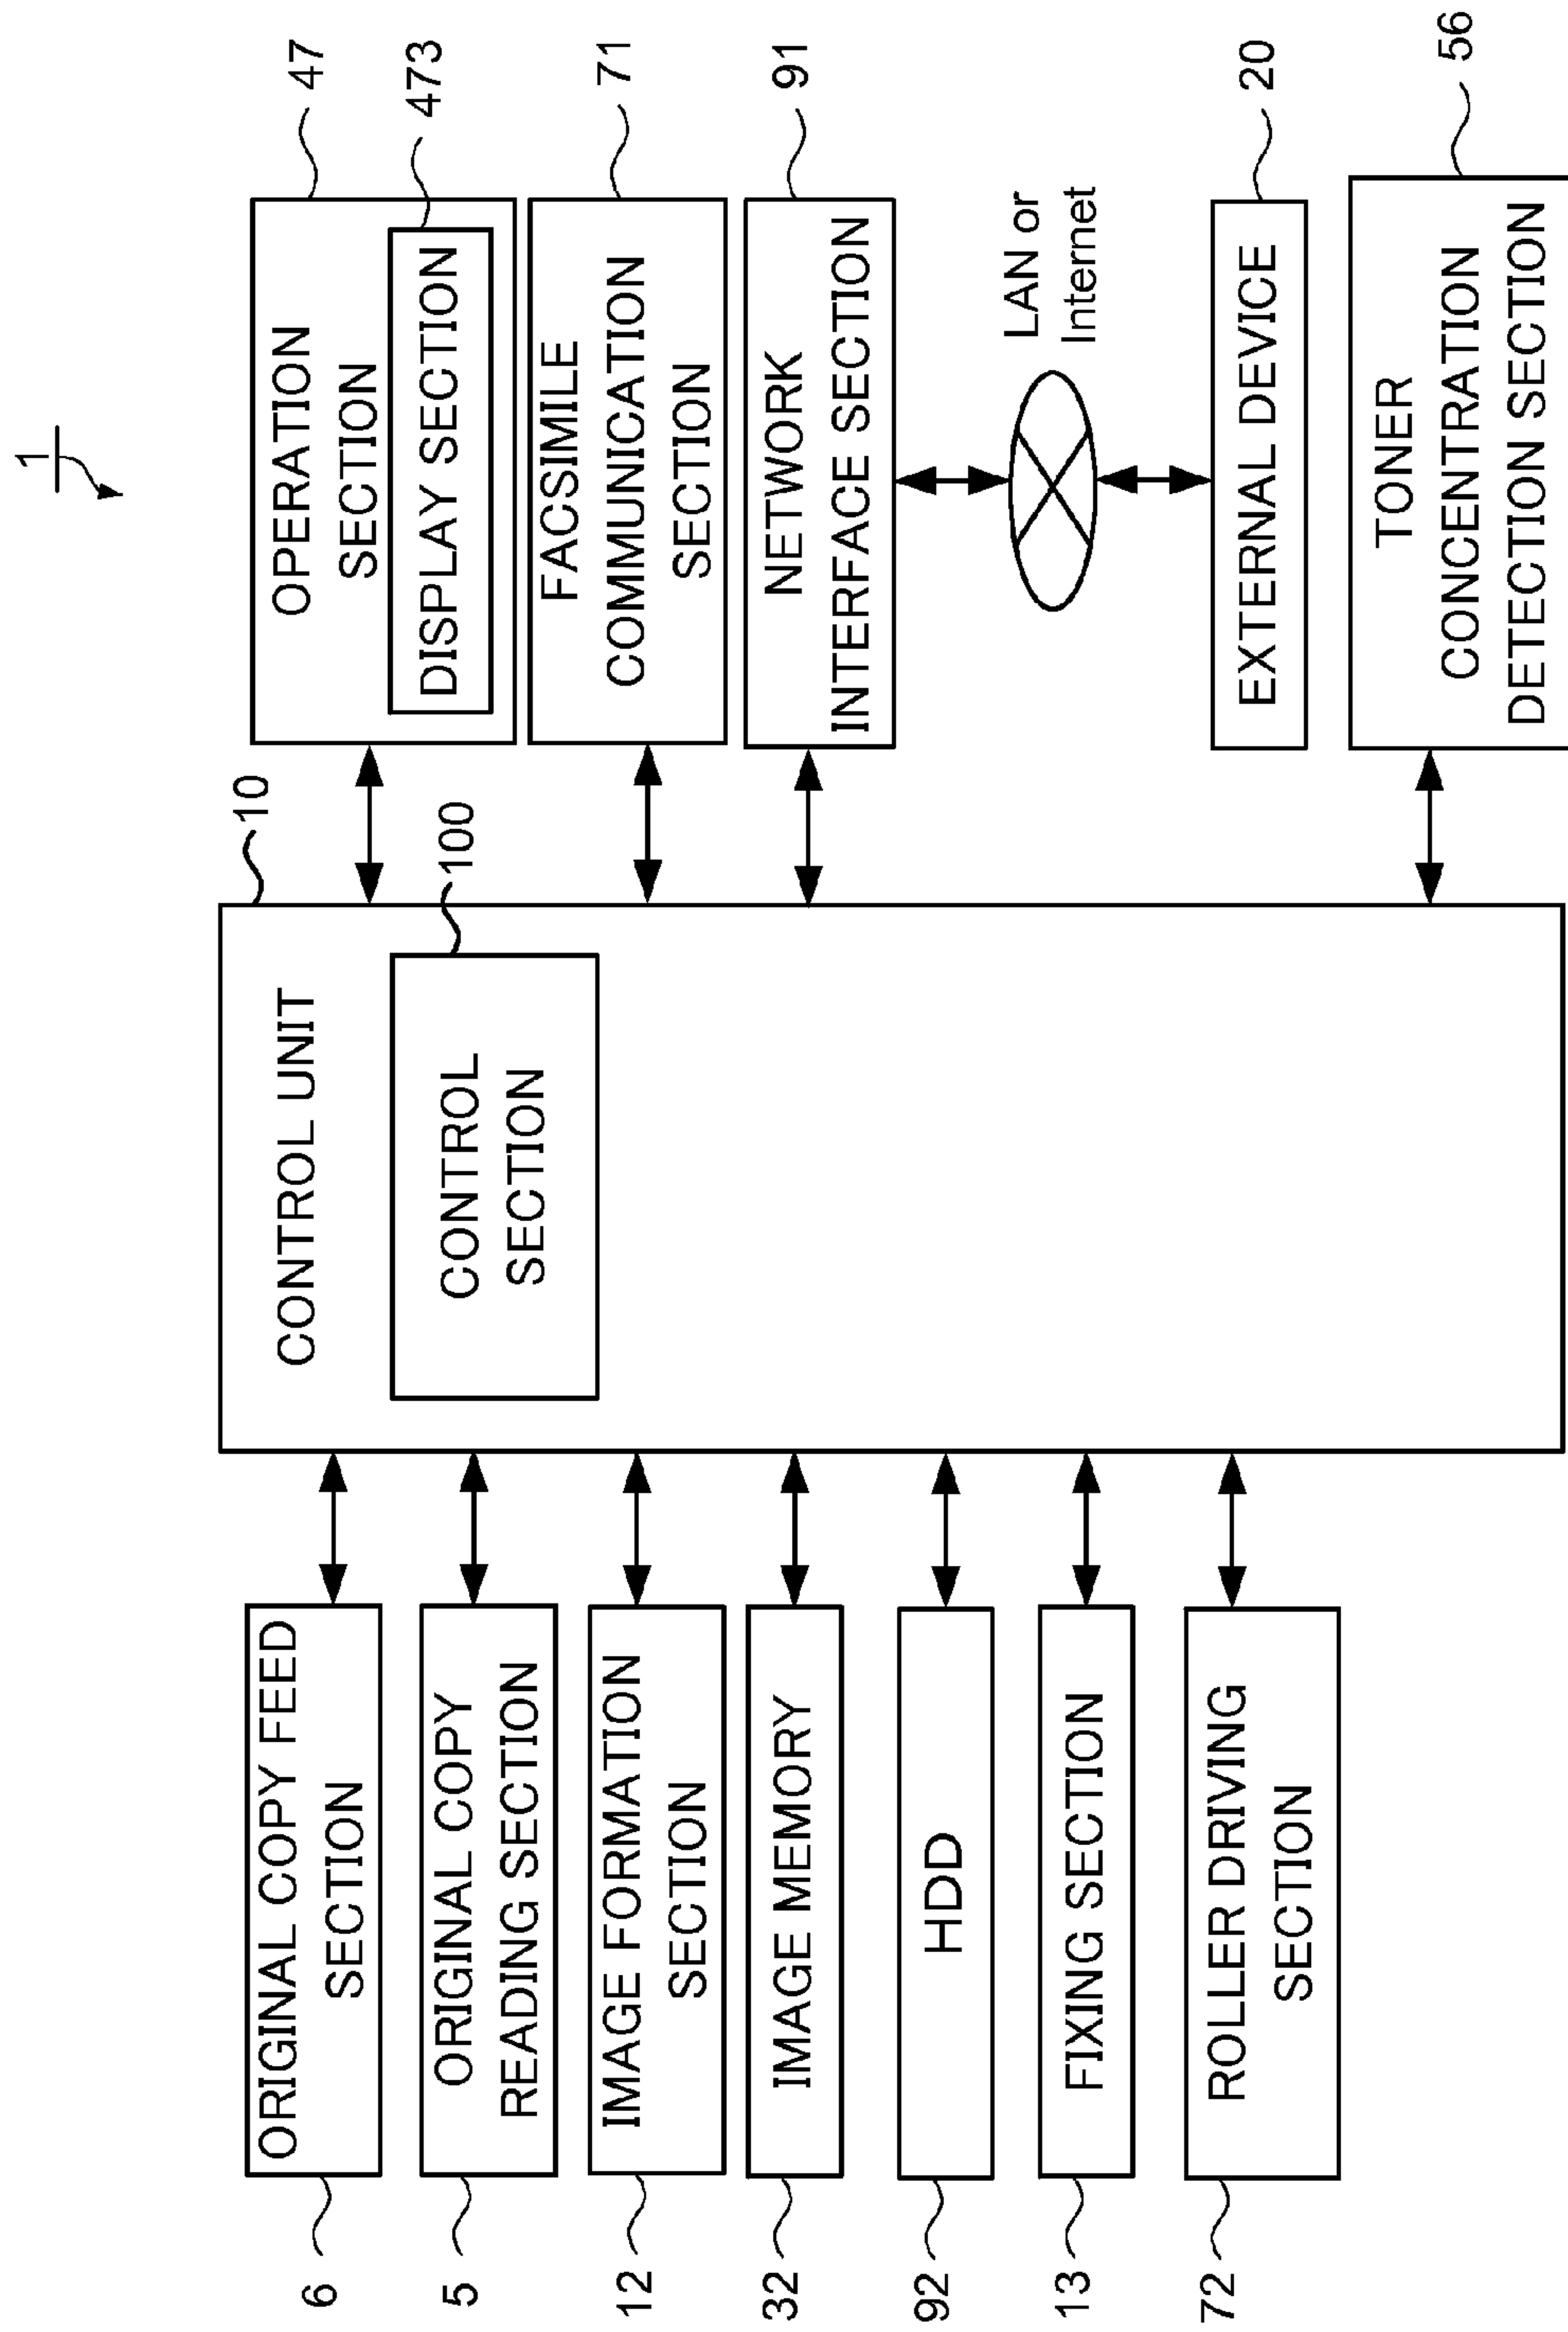 1
6
ORIGINAL COPY FEED
SECTION
5
ORIGINAL COPY
READING SECTION
12
IMAGE FORMATION
SECTION
32
IMAGE MEMORY
92
HDD
13
FIXING SECTION
72
ROLLER DRIVING
SECTION
10
CONTROL UNIT
100
CONTROL
SECTION
OPERATION
SECTION
47
DISPLAY SECTION
473
FACSIMILE
COMMUNICATION
SECTION
71
NETWORK
INTERFACE SECTION
91
LAN or
Internet
EXTERNAL DEVICE
20
TONER
CONCENTRATION
DETECTION SECTION
56